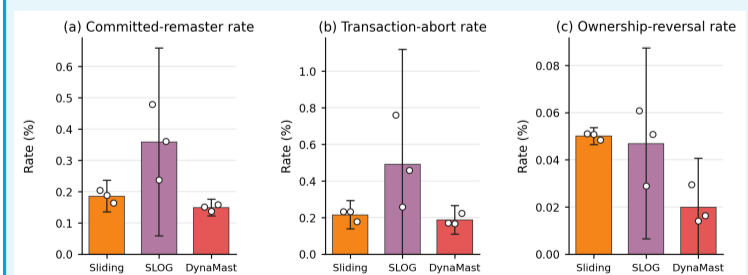 (a) Committed-remaster rate
Rate (%)
0.6
0.5
0.4
0.3
0.2
0.1
0.0
Sliding SLOG DynaMast
(b) Transaction-abort rate
Rate (%)
1.0
0.8
0.6
0.4
0.2
0.0
Sliding SLOG DynaMast
(c) Ownership-reversal rate
Rate (%)
0.08
0.06
0.04
0.02
0.00
Sliding SLOG DynaMast